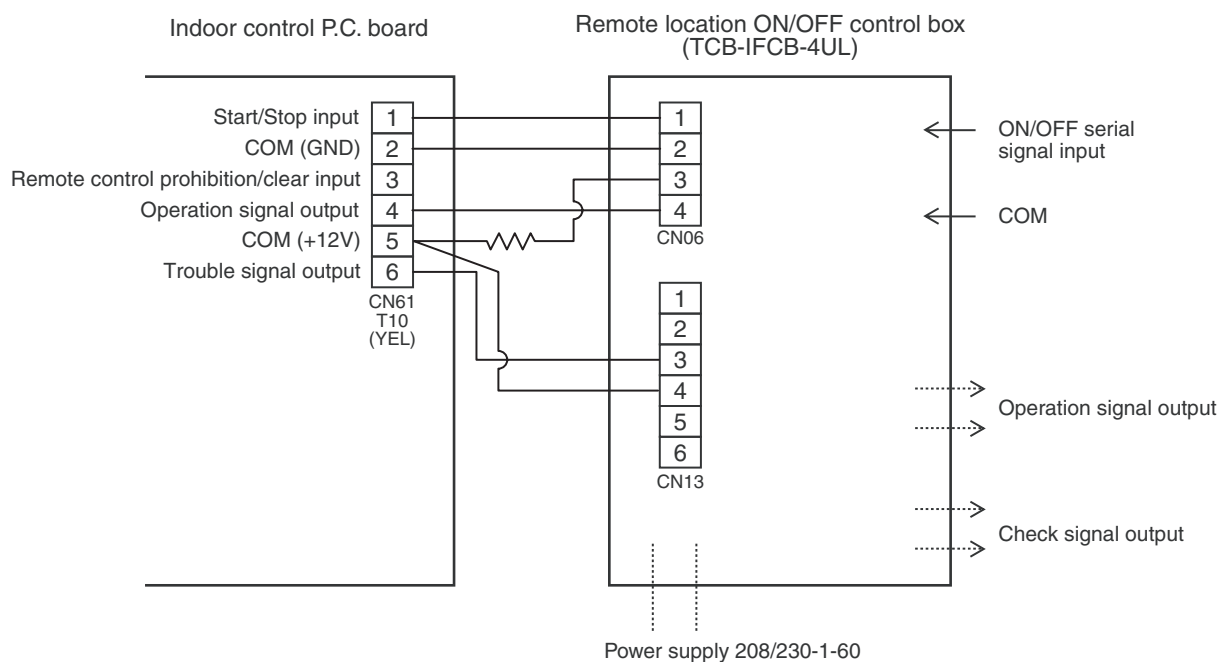 Indoor control P.C. board
Remote location ON/OFF control box
(TCB-IFCB-4UL)
Start/Stop input 1
COM (GND) 2
Remote control prohibition/clear input 3
Operation signal output 4
COM (+12V) 5
Trouble signal output 6
CN61
T10
(YEL)
1
2
3
4
CN06
1
2
3
4
5
6
CN13
ON/OFF serial
signal input
COM
Operation signal output
Check signal output
Power supply 208/230-1-60